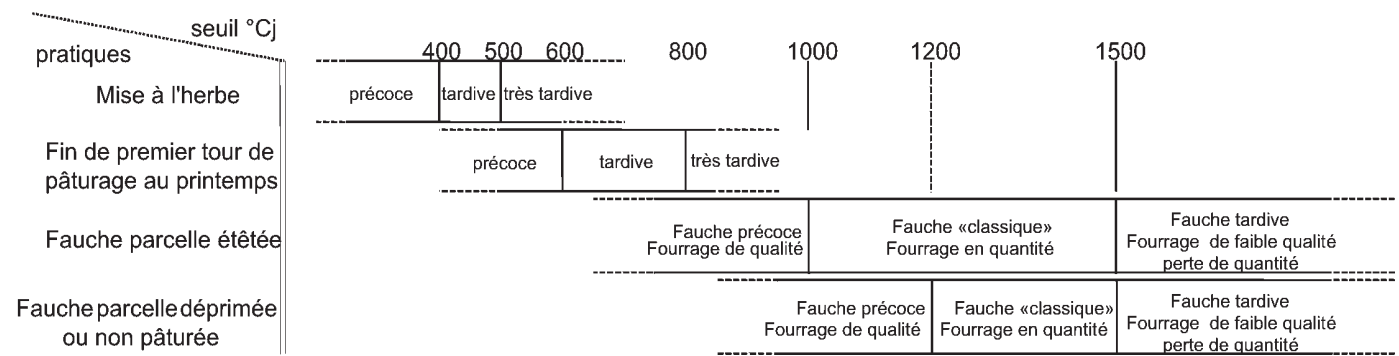 seuil °Cj
pratiques
400 500 600 800 1000 1200 1500
Mise à l'herbe
précoce tardive très tardive
Fin de premier tour de
pâturage au printemps
précoce tardive très tardive
Fauche parcelle étêtée
Fauche précoce
Fourrage de qualité
Fauche «classique»
Fourrage en quantité
Fauche tardive
Fourrage de faible qualité
perte de quantité
Fauche parcelle déprimée
ou non pâturée
Fauche précoce
Fourrage de qualité
Fauche «classique»
Fourrage en quantité
Fauche tardive
Fourrage de faible qualité
perte de quantité